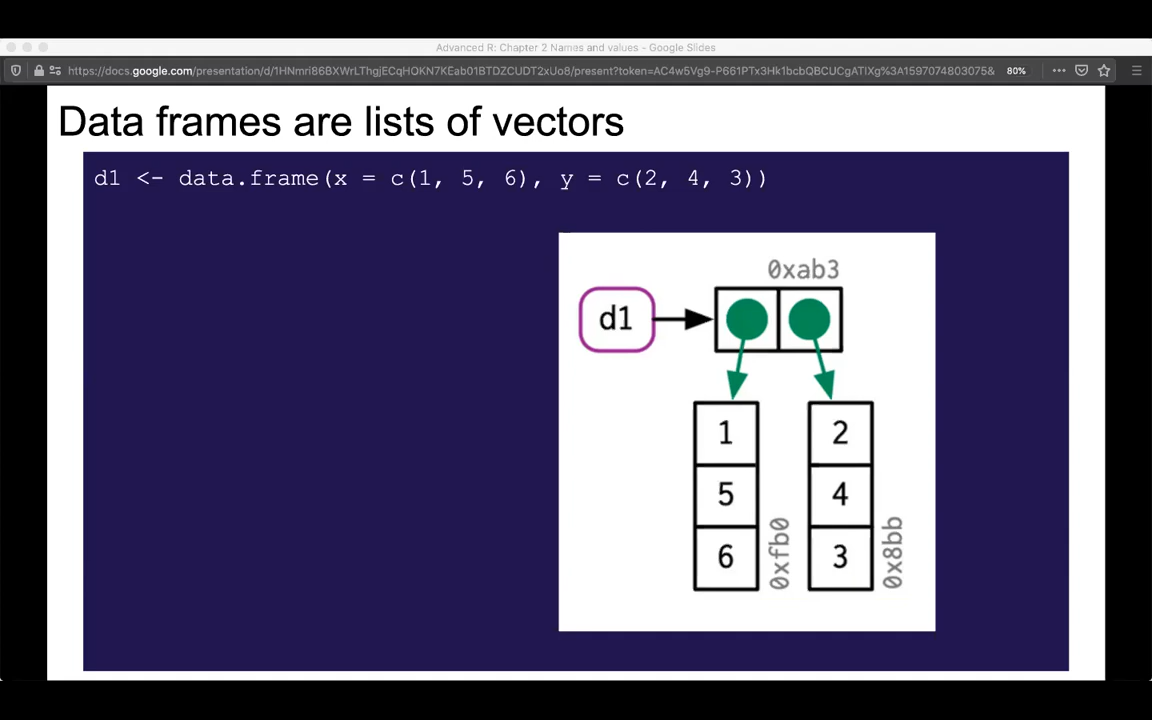 Advanced R: Chapter 2 Names and values - Google Slides
https://docs.google.com/presentation/d/1HNmri86BXWrLThgjECqHOKN7KEab01BTDZCUDT2xUo8/present?token=AC4w5Vg9-P661PTx3Hk1bcbQBCUCgATIXg%3A1597074803075& 80%
Data frames are lists of vectors
d1 <- data.frame(x = c(1, 5, 6), y = c(2, 4, 3))
0xab3
d1
1 2
5 4
6 3
0xfb0
0x8bb